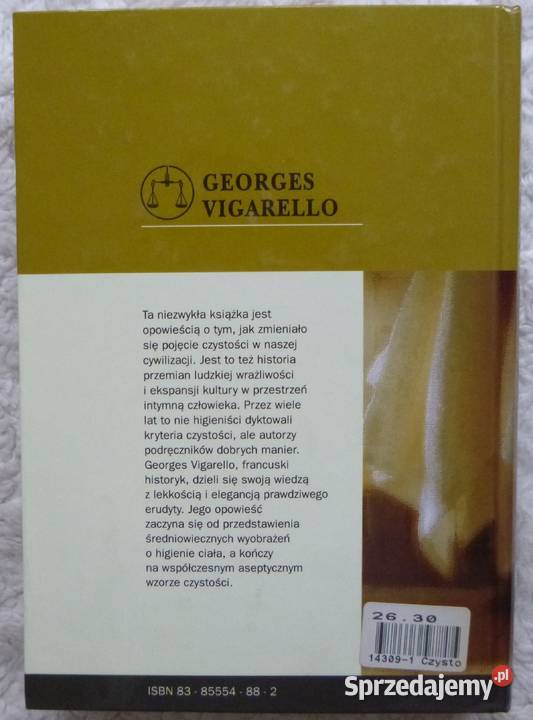 GEORGES
VIGARELLO
Ta niezwykła książka jest
opowieścią o tym, jak zmieniało
się pojęcie czystości w naszej
cywilizacji. Jest to też historia
przemian ludzkiej wrażliwości
i ekspansji kultury w przestrzeń
intymną człowieka. Przez wiele
lat to nie higieniści dyktowali
kryteria czystości, ale autorzy
podręczników dobrych manier.
Georges Vigarello, francuski
historyk, dzieli się swoją wiedzą
z lekkością i elegancją prawdziwego
erudyty. Jego opowieść
zaczyna się od przedstawienia
średniowiecznych wyobrażeń
o higienie ciała, a kończy
na współczesnym aseptycznym
wzorze czystości.
26.30
14309-1 Czysto
ISBN 83 - 85554 - 88 - 2
Sprzedajemy.pl